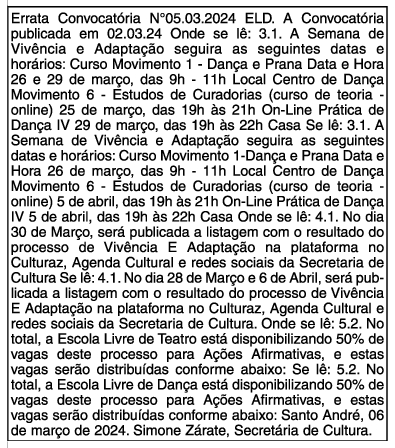 Errata Convocatória N°05.03.2024 ELD. A Convocatória
publicada em 02.03.24 Onde se lê: 3.1. A Semana de
Vivência e Adaptação seguira as seguintes datas e
horários: Curso Movimento 1 - Dança e Prana Data e Hora
26 e 29 de março, das 9h - 11h Local Centro de Dança
Movimento 6 - Estudos de Curadorias (curso de teoria -
online) 25 de março, das 19h às 21h On-Line Prática de
Dança IV 29 de março, das 19h às 22h Casa Se lê: 3.1. A
Semana de Vivência e Adaptação seguira as seguintes
datas e horários: Curso Movimento 1-Dança e Prana Data e
Hora 26 de março, das 9h - 11h Local Centro de Dança
Movimento 6 - Estudos de Curadorias (curso de teoria -
online) 5 de abril, das 19h às 21h On-Line Prática de Dança
IV 5 de abril, das 19h às 22h Casa Onde se lê: 4.1. No dia
30 de Março, será publicada a listagem com o resultado do
processo de Vivência E Adaptação na plataforma no
Culturaz, Agenda Cultural e redes sociais da Secretaria de
Cultura Se lê: 4.1. No dia 28 de Março e 6 de Abril, será pub-
licada a listagem com o resultado do processo de Vivência
E Adaptação na plataforma no Culturaz, Agenda Cultural e
redes sociais da Secretaria de Cultura. Onde se lê: 5.2. No
total, a Escola Livre de Teatro está disponibilizando 50% de
vagas deste processo para Ações Afirmativas, e estas
vagas serão distribuídas conforme abaixo: Se lê: 5.2. No
total, a Escola Livre de Dança está disponibilizando 50% de
vagas deste processo para Ações Afirmativas, e estas
vagas serão distribuídas conforme abaixo: Santo André, 06
de março de 2024. Simone Zárate, Secretária de Cultura.